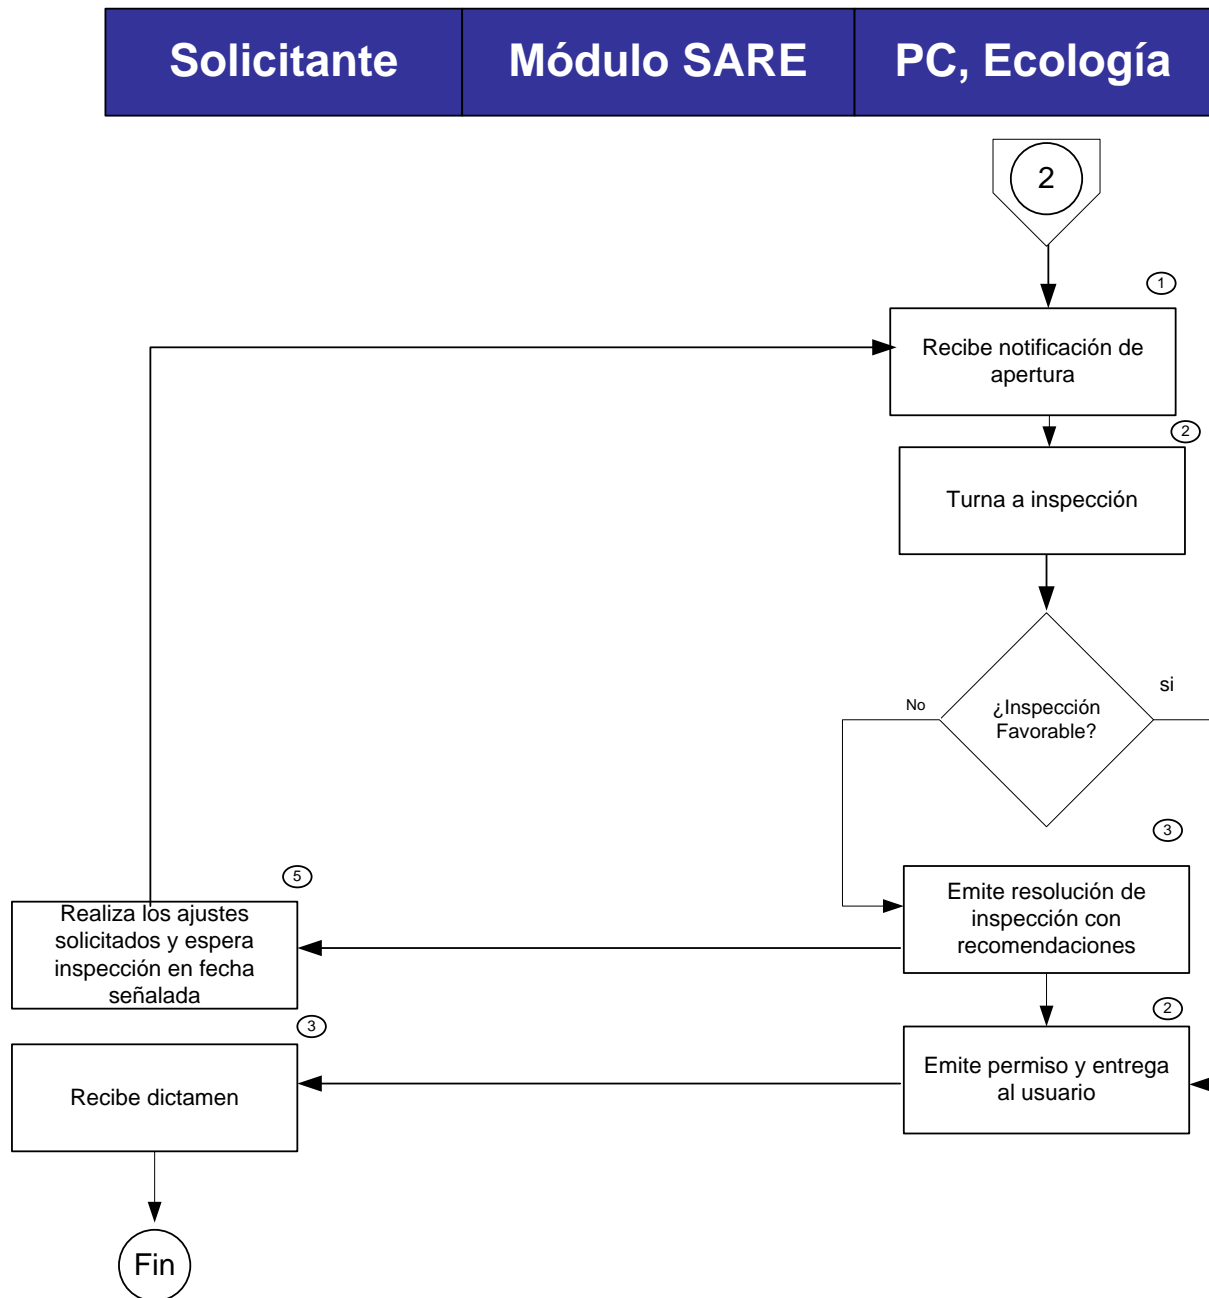 Solicitante
Módulo SARE
PC, Ecología
2
1
Recibe notificación de
apertura
2
Turna a inspección
si
No
¿Inspección
Favorable?
3
Emite resolución de
inspección con
recomendaciones
5
Realiza los ajustes
solicitados y espera
inspección en fecha
señalada
2
Emite permiso y entrega
al usuario
3
Recibe dictamen
Fin